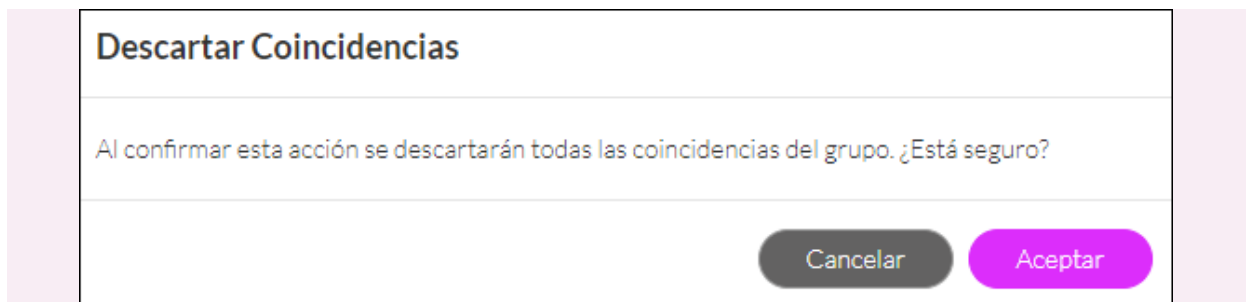 Descartar Coincidencias
Al confirmar esta acción se descartarán todas las coincidencias del grupo. ¿Está seguro?
Cancelar
Aceptar